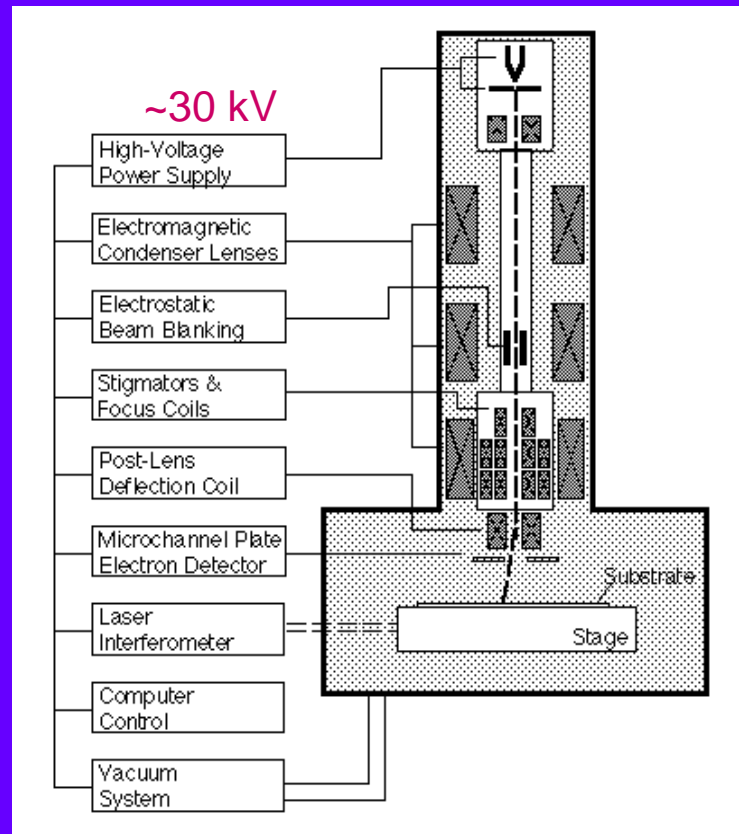 ~30 kV
High-Voltage
Power Supply
Electromagnetic
Condenser Lenses
Electrostatic
Beam Blanking
Stigmators &
Focus Coils
Post-Lens
Deflection Coil
Microchannel Plate
Electron Detector
Laser
Interferometer
Computer
Control
Vacuum
System
Substrate
Stage